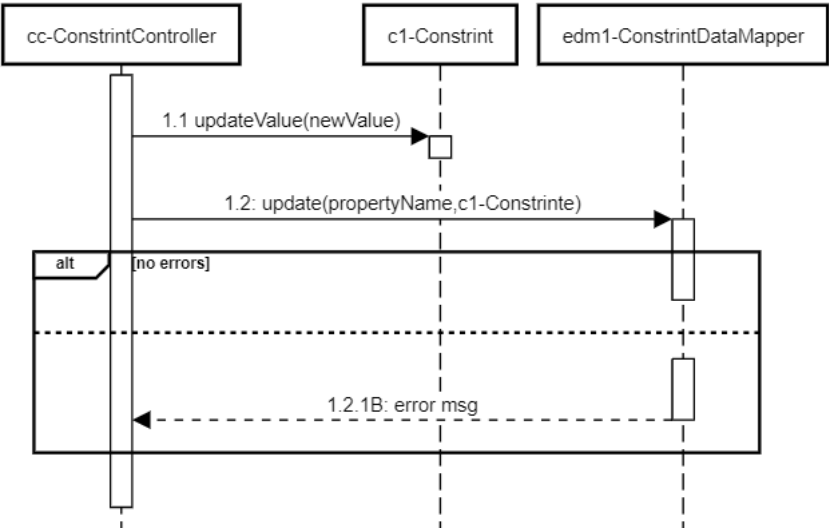 cc-ConstrintController
c1-Constrint
edm1-ConstrintDataMapper
1.1 updateValue(newValue)
1.2: update(propertyName,c1-Constrinte)
alt
[no errors]
1.2.1B: error msg